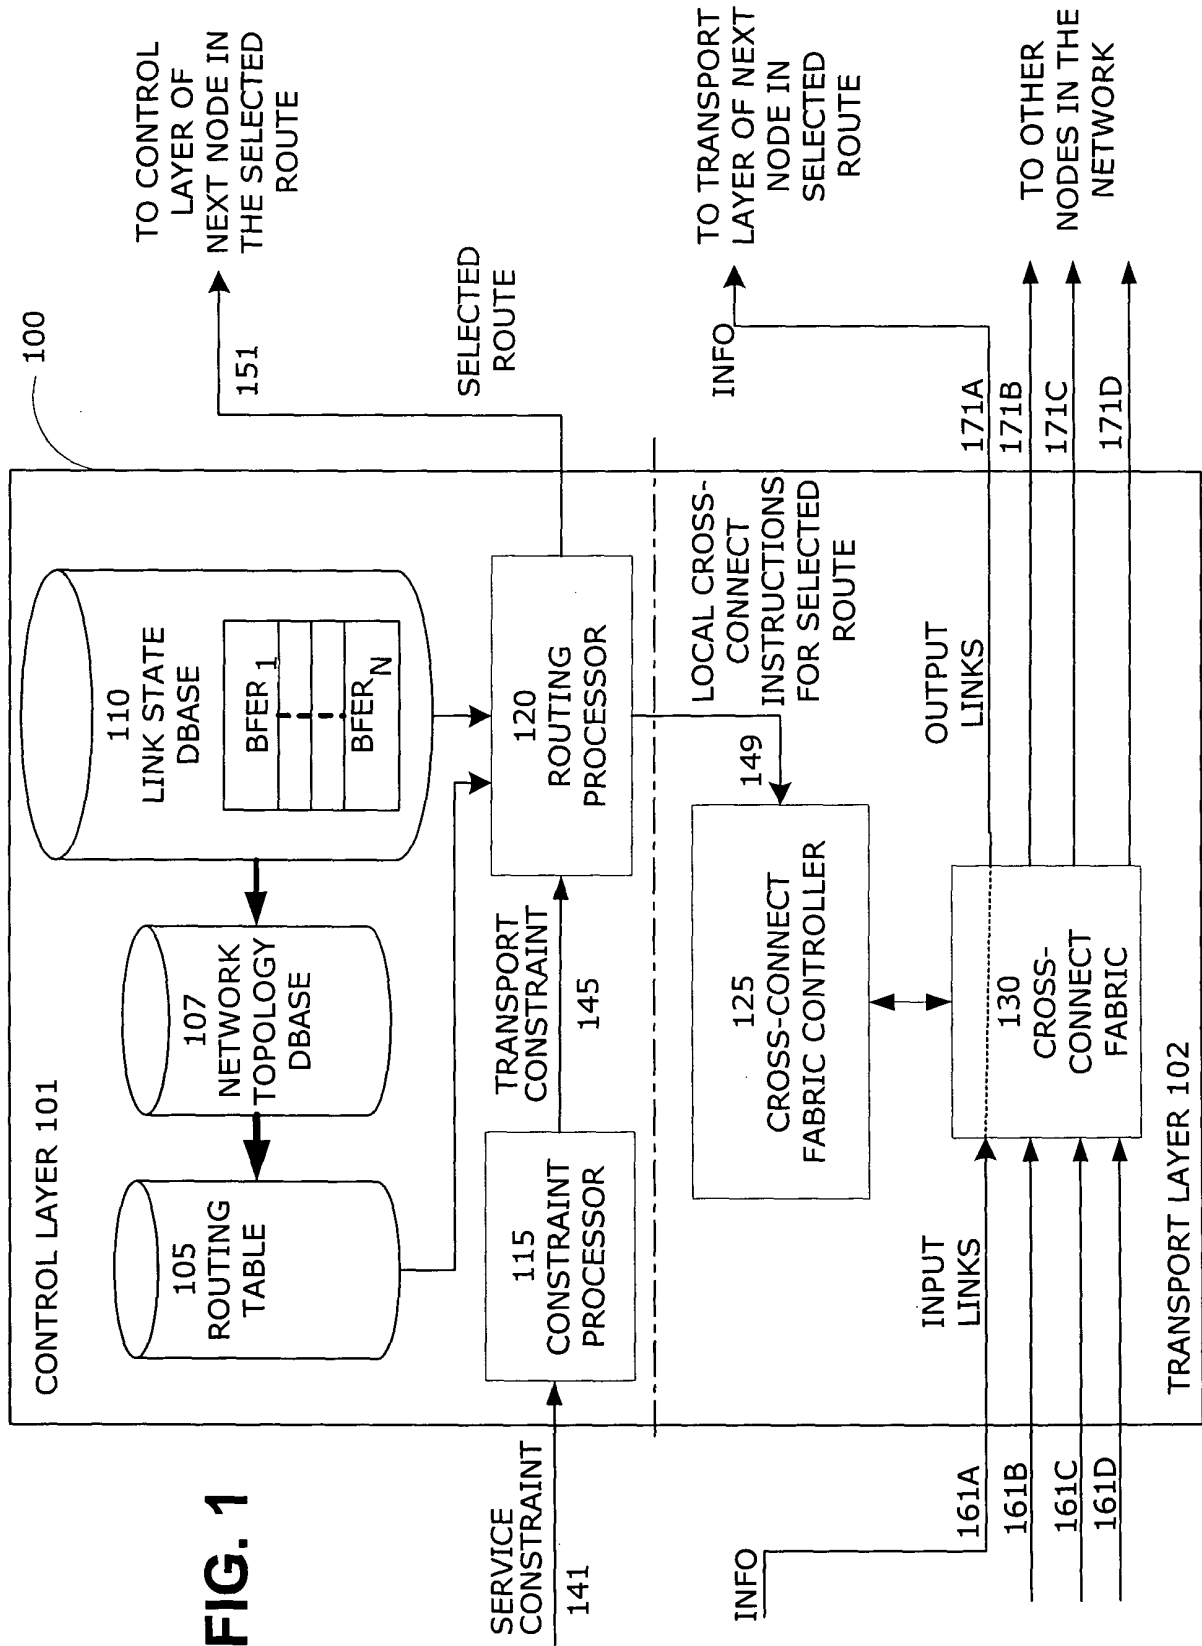 FIG. 1
100
CONTROL LAYER 101
105
ROUTING
TABLE
107
NETWORK
TOPOLOGY
DBASE
110
LINK STATE
DBASE
BFER1
BFERN
SERVICE
CONSTRAINT
141
115
CONSTRAINT
PROCESSOR
TRANSPORT
CONSTRAINT
145
120
ROUTING
PROCESSOR
SELECTED
ROUTE
151
TO CONTROL
LAYER OF
NEXT NODE IN
THE SELECTED
ROUTE
LOCAL CROSS-
CONNECT
INSTRUCTIONS
FOR SELECTED
ROUTE
149
125
CROSS-CONNECT
FABRIC CONTROLLER
INFO
161A
161B
161C
161D
INPUT
LINKS
130
CROSS-
CONNECT
FABRIC
OUTPUT
LINKS
171A
171B
171C
171D
INFO
TO TRANSPORT
LAYER OF NEXT
NODE IN
SELECTED
ROUTE
TO OTHER
NODES IN THE
NETWORK
TRANSPORT LAYER 102